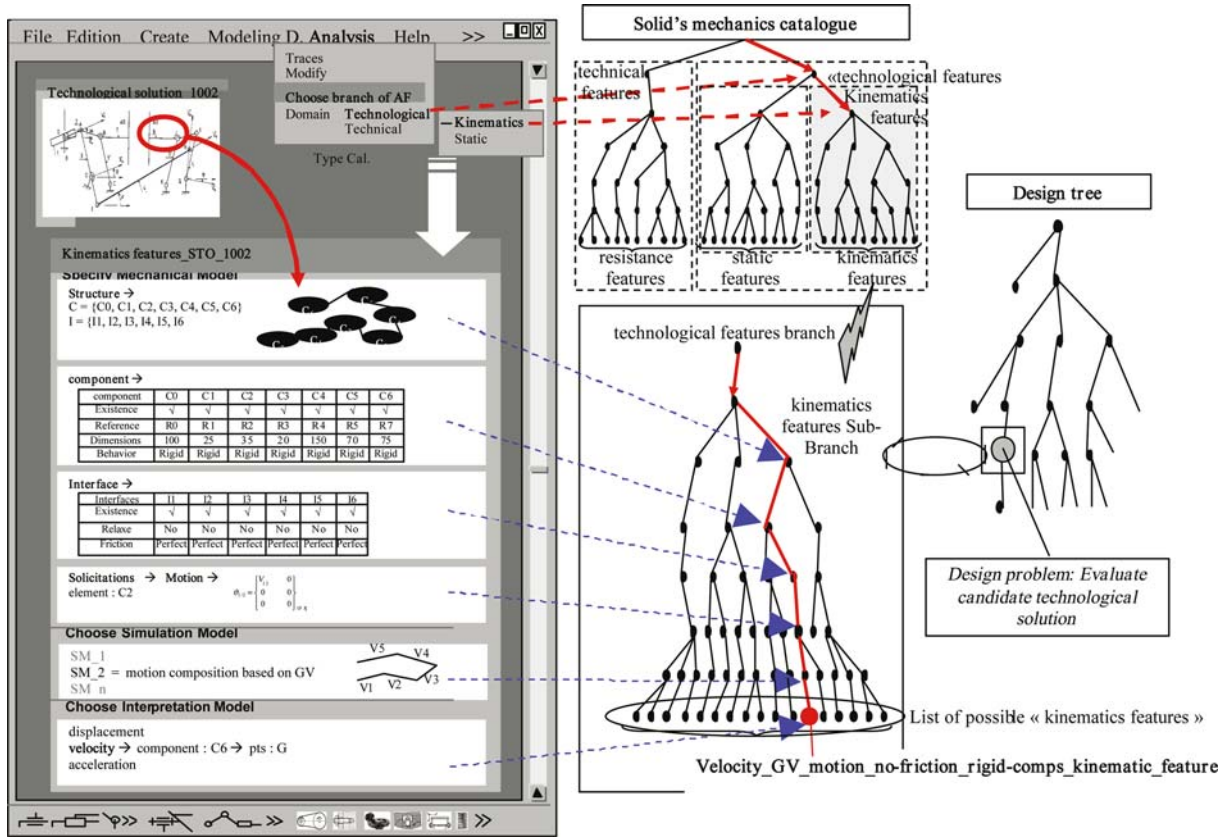 File Edition Create Modeling D. Analysis Help >>
Traces
Modify
Choose branch of AF
Domain Technological
Technical
Kinematics
Static
Type Cal.
Technological solution_1002
Kinematics features_STO_1002
Specify Mechanical Model
Structure →
C = {C0, C1, C2, C3, C4, C5, C6}
I = {I1, I2, I3, I4, I5, I6
component →
component C0 C1 C2 C3 C4 C5 C6
Existence √ √ √ √ √ √ √
Reference R0 R1 R2 R3 R4 R5 R7
Dimensions 100 25 35 20 150 70 75
Behavior Rigid Rigid Rigid Rigid Rigid Rigid Rigid
Interface →
Interfaces I1 I2 I3 I4 I5 I6
Existence √ √ √ √ √ √
Relaxe No No No No No No
Friction Perfect Perfect Perfect Perfect Perfect Perfect
Solicitations → Motion →
element : C2
0
0 0
0 0
Choose Simulation Model
SM_1
SM_2 = motion composition based on GV
SM_n
V5 V4
V1 V2 V3
Choose Interpretation Model
displacement
velocity → component : C6 → pts : G
acceleration
>> >> >>
Solid's mechanics catalogue
technical
features
«technological features
Kinematics
features
resistance
features
static
features
kinematics
features
Design tree
technological features branch
kinematics
features Sub-
Branch
Design problem: Evaluate
candidate technological
solution
List of possible « kinematics features »
Velocity_GV_motion_no-friction_rigid-comps_kinematic_feature